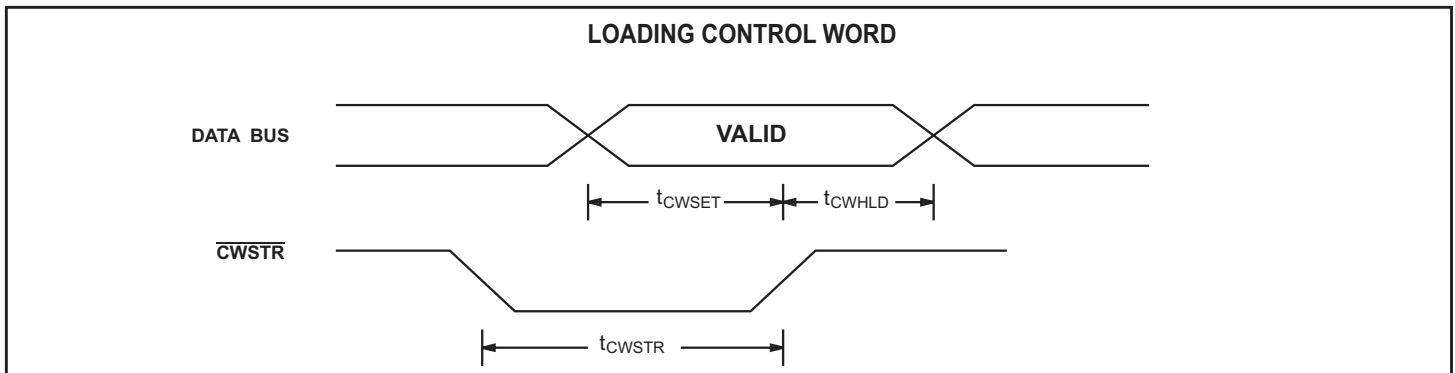 LOADING CONTROL WORD
DATA BUS
VALID
tCWSET
tCWHLD
CWSTR
tCWSTR